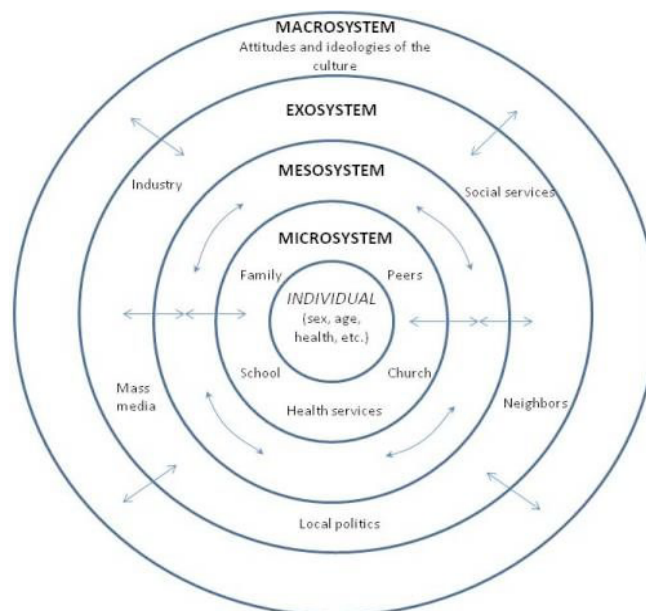 MACROSYSTEM
Attitudes and ideologies of the
culture
EXOSYSTEM
Industry
Social services
MESOSYSTEM
MICROSYSTEM
Family
Peers
INDIVIDUAL
(sex, age,
health, etc.)
School
Church
Health services
Mass
media
Neighbors
Local politics